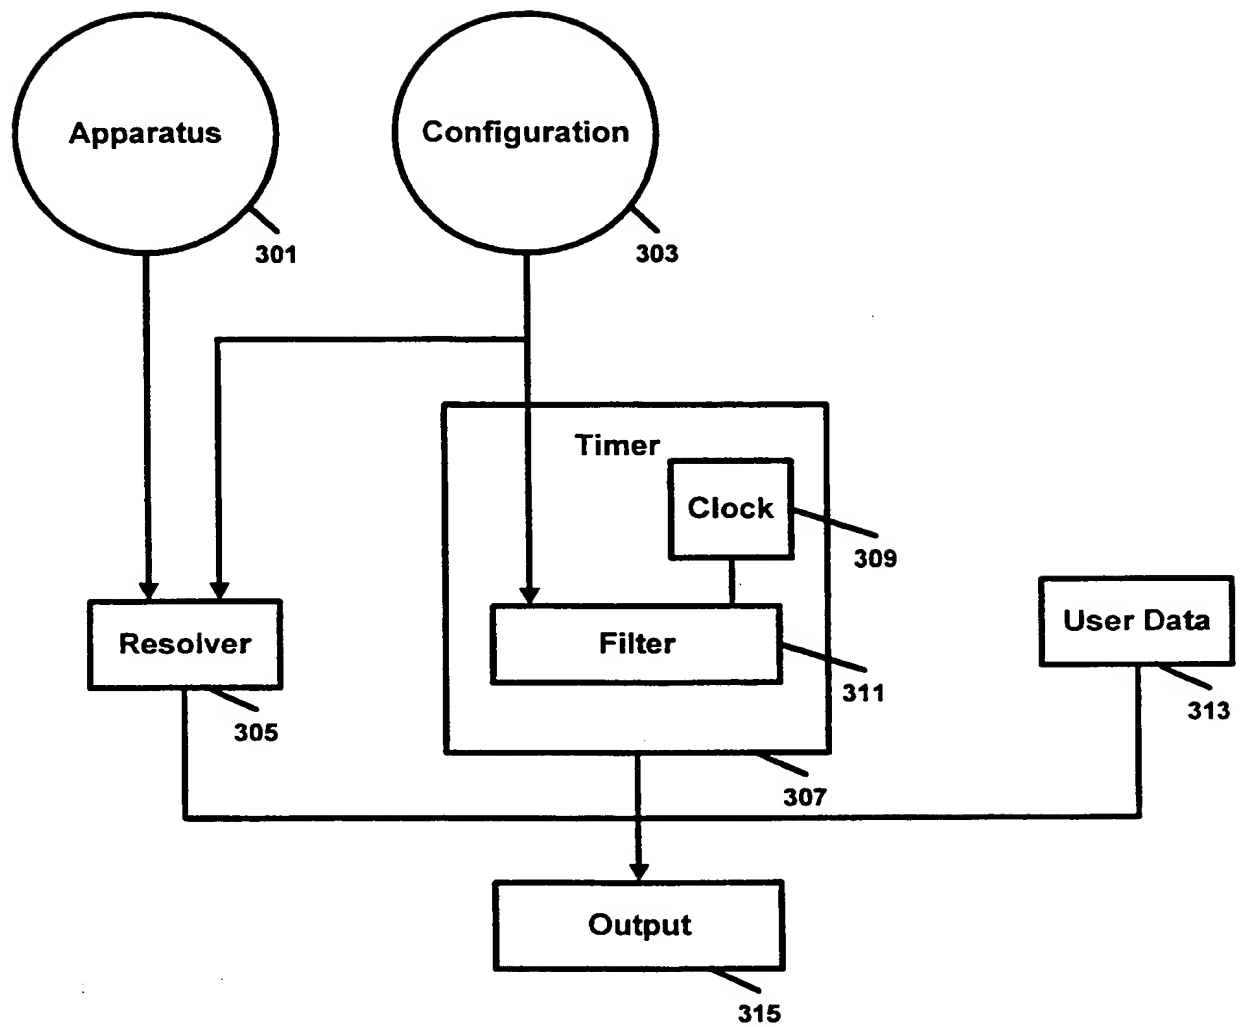 Apparatus
Configuration
301
303
Timer
Clock
309
User Data
Resolver
Filter
311
313
305
307
Output
315